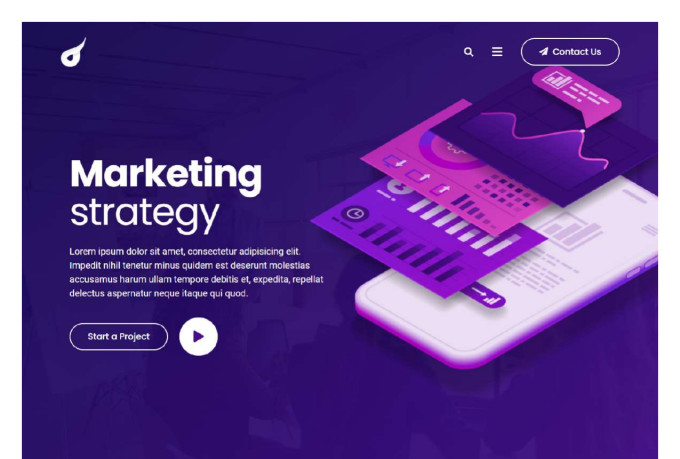 Contact Us
Marketing
strategy
Lorem ipsum dolor sit amet, consectetur adipisicing elit.
Impedit nihil tenetur minus quidem est deserunt molestias
accusamus harum ullam tempore debitis et, expedita, repellat
delectus aspernatur neque itaque qui quod.
Start a Project